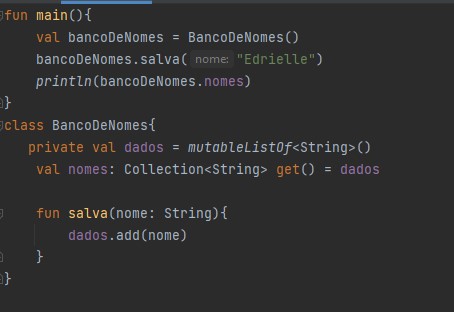 fun main(){
    val bancoDeNomes = BancoDeNomes()
    bancoDeNomes.salva( nome: "Edrielle")
    println(bancoDeNomes.nomes)
}
class BancoDeNomes{
   private val dados = mutableListOf<String>()
    val nomes: Collection<String> get() = dados

    fun salva(nome: String){
        dados.add(nome)
    }
}